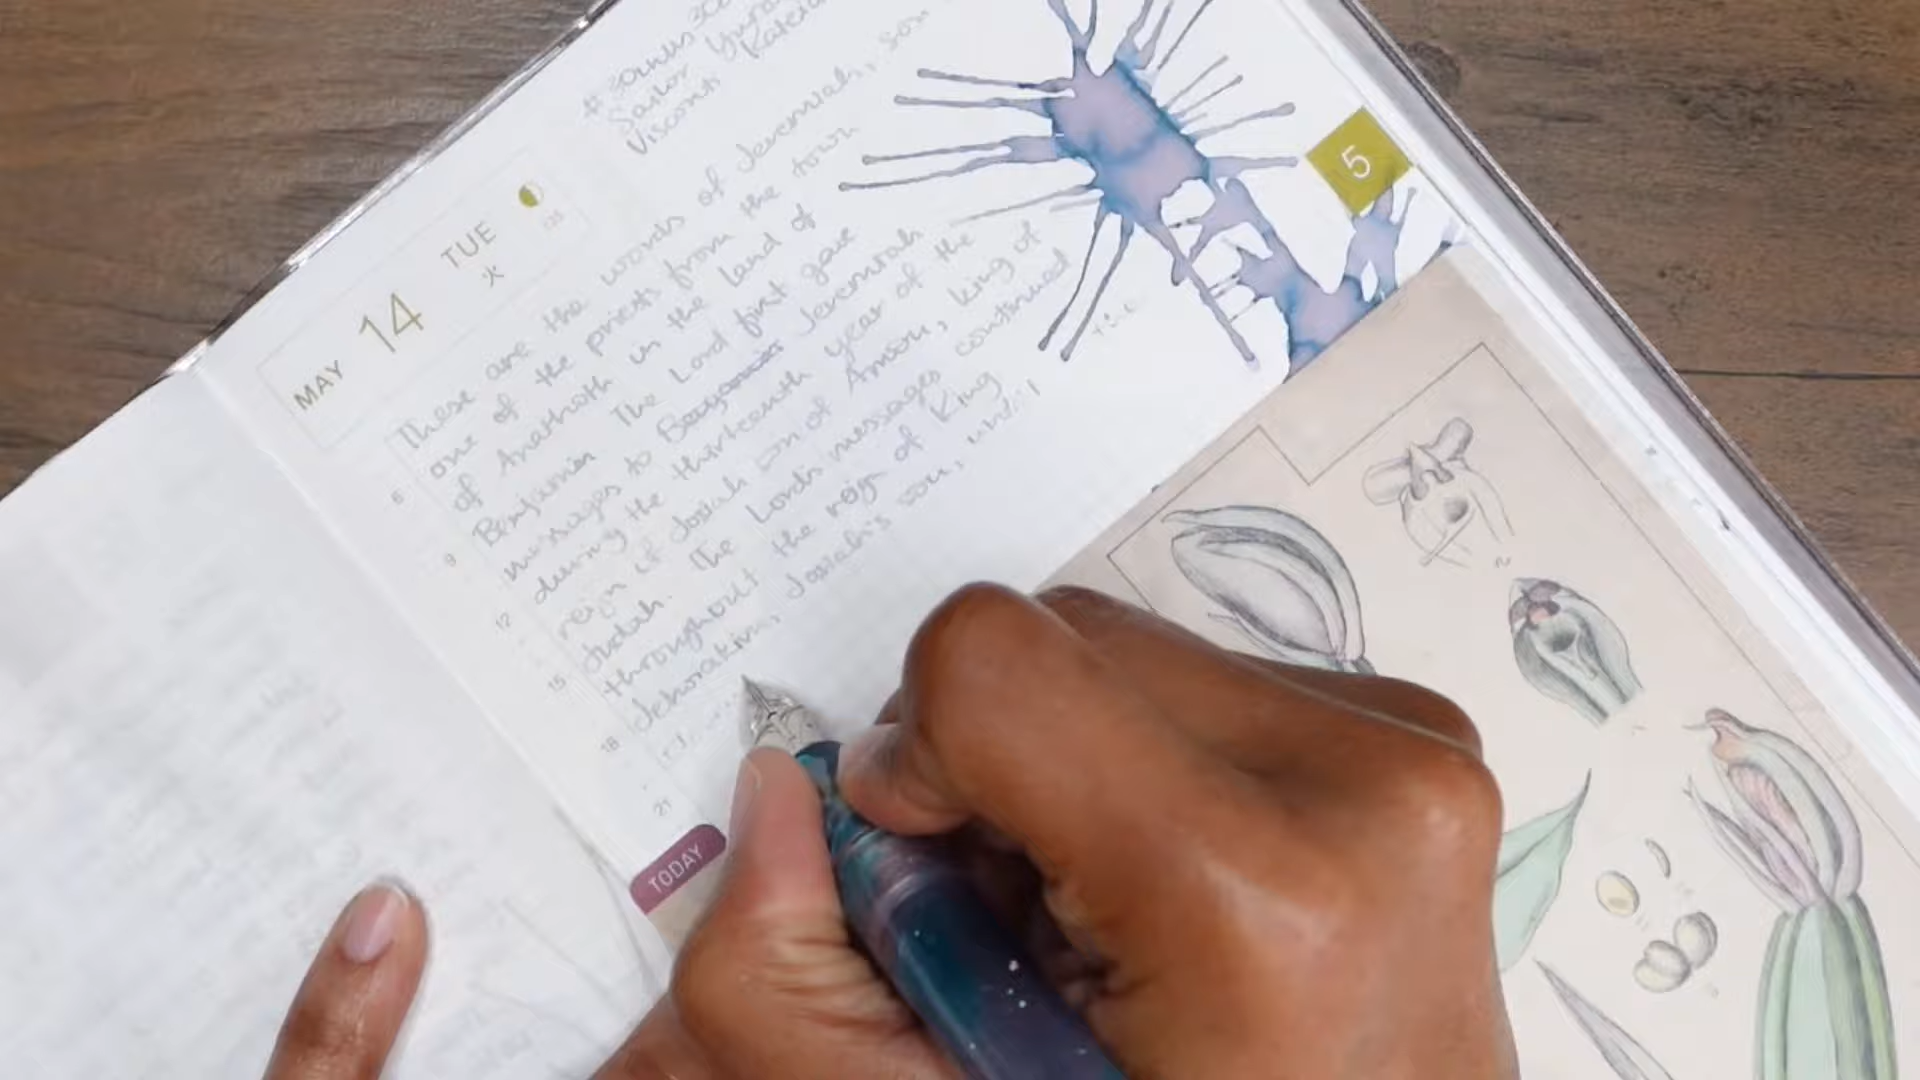 Sailor
Visconti
5
MAY 14 TUE
火
These are the words of Jeremiah, son
one of the priests from the town
of Anathoth in the land of
Benjamin. The Lord first gave
messages to Jeremiah
during the thirteenth year of the
reign of Josiah son of Amon, king of
Judah. The Lords messages continued
throughout the reign of King
Jehoiakim, Josiah's son, until
6
9
12
15
18
21
TODAY